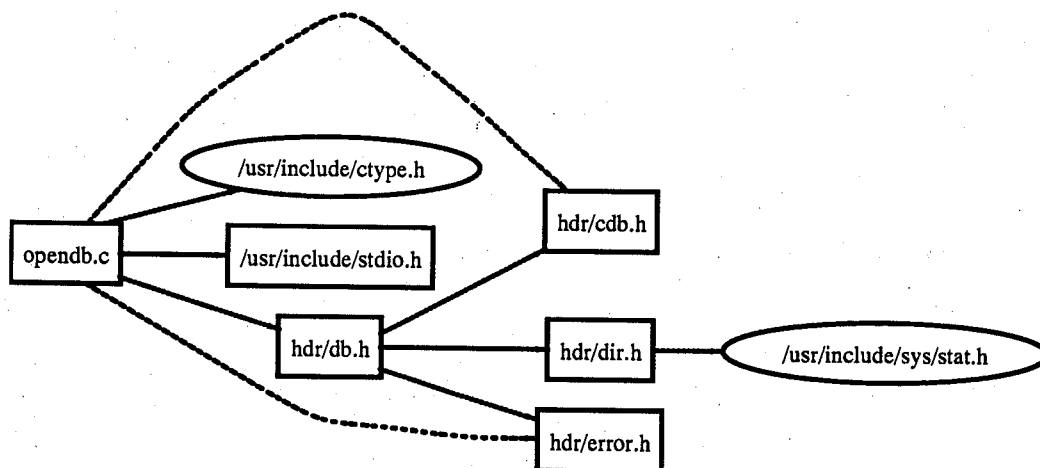 /usr/include/ctype.h
hdr/cdb.h
opendb.c
/usr/include/stdio.h
hdr/db.h
hdr/dir.h
/usr/include/sys/stat.h
hdr/error.h